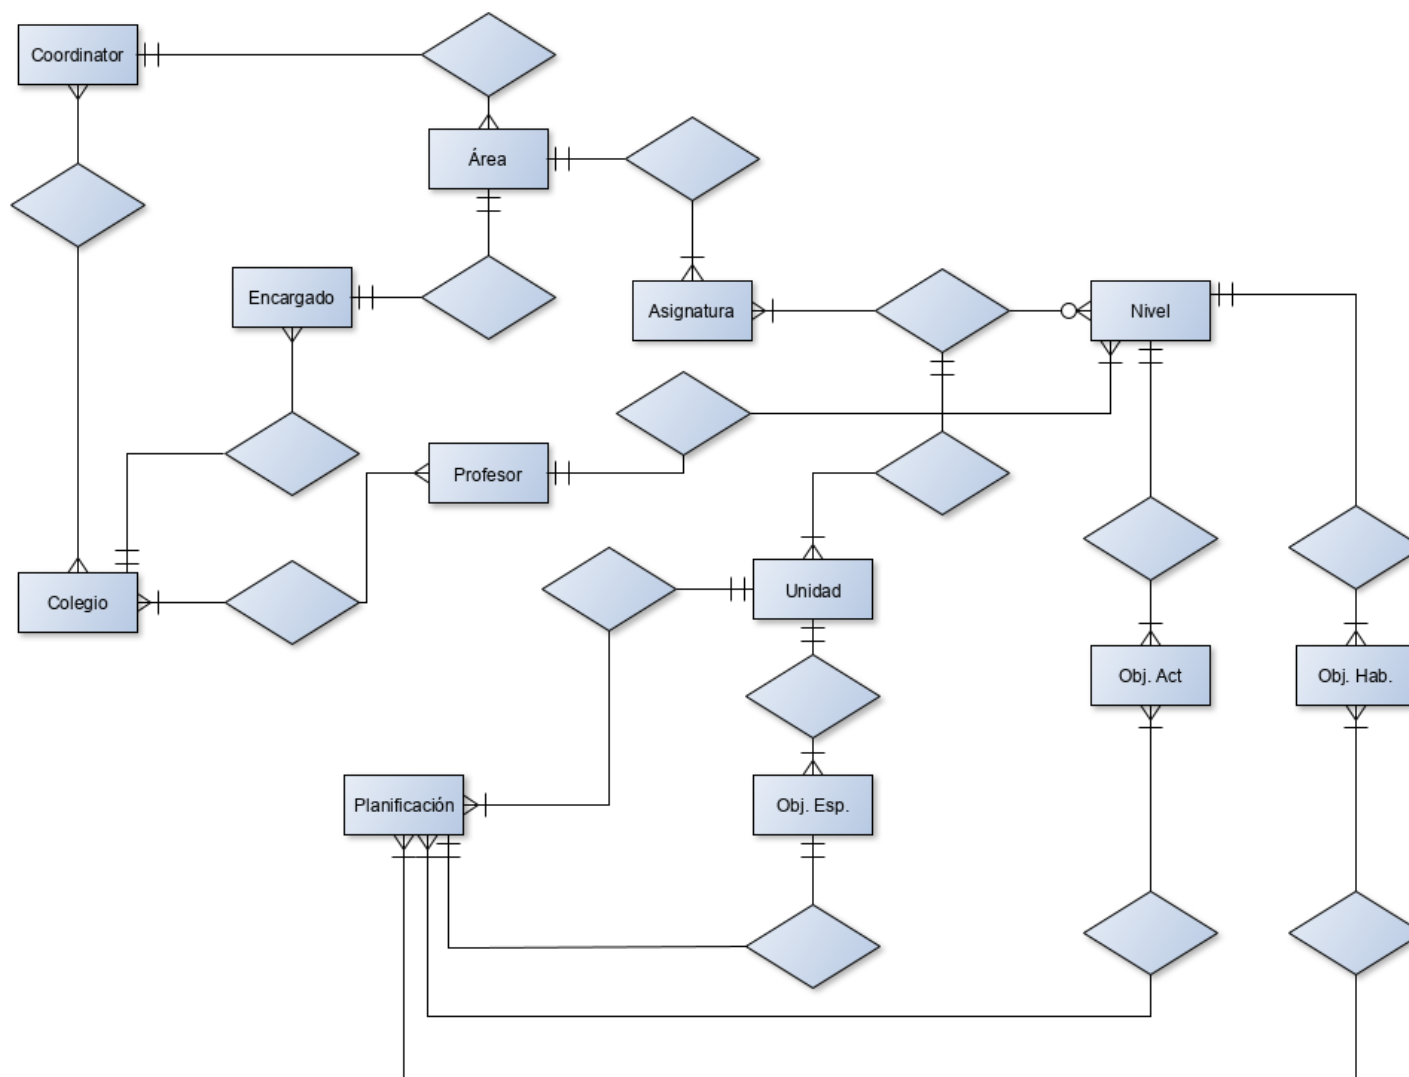 Coordinator
Área
Encargado
Asignatura
Nivel
Profesor
Colegio
Unidad
Obj. Act
Obj. Hab.
Planificación
Obj. Esp.